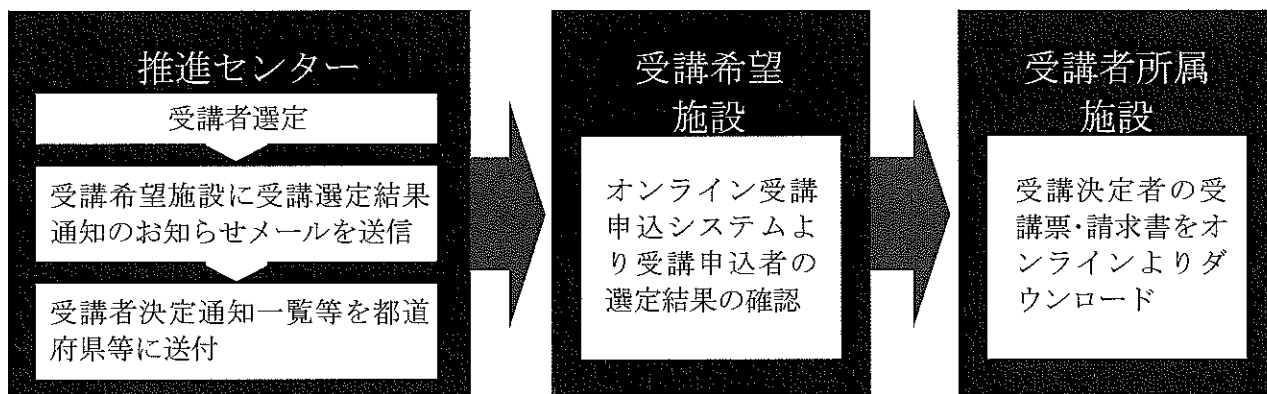 推進センター
受講者選定
受講希望施設に受講選定結果
通知のお知らせメールを送信
受講者決定通知一覧等を都道
府県等に送付
受講希望
施設
オンライン受講
申込システムよ
り受講申込者の
選定結果の確認
受講者所属
施設
受講決定者の受
講票・請求書をオ
ンラインよりダ
ウンロード